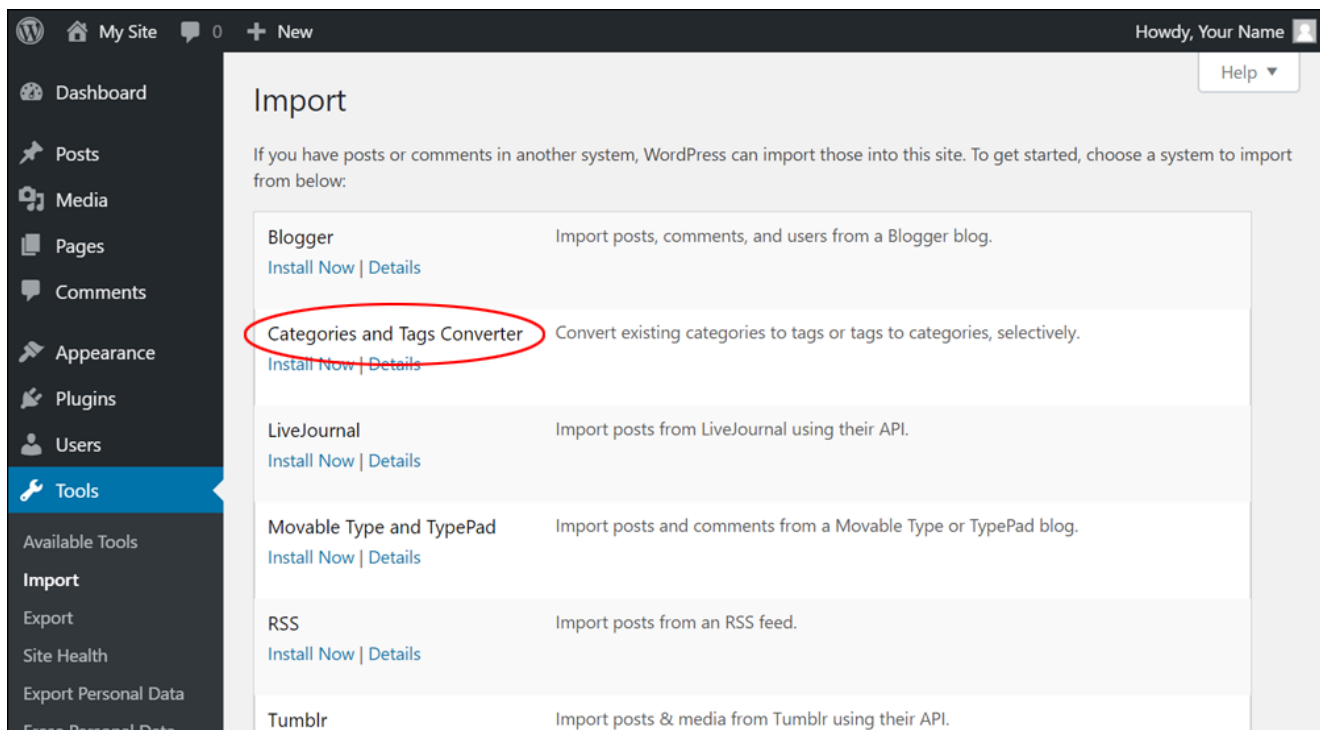 My Site 0 New Howdy, Your Name
Help
Dashboard
Posts
Media
Pages
Comments
Appearance
Plugins
Users
Tools
Available Tools
Import
Export
Site Health
Export Personal Data
Erase Personal Data
Import
If you have posts or comments in another system, WordPress can import those into this site. To get started, choose a system to import
from below:
Blogger Import posts, comments, and users from a Blogger blog.
Install Now | Details
Categories and Tags Converter Convert existing categories to tags or tags to categories, selectively.
Install Now | Details
LiveJournal Import posts from LiveJournal using their API.
Install Now | Details
Movable Type and TypePad Import posts and comments from a Movable Type or TypePad blog.
Install Now | Details
RSS Import posts from an RSS feed.
Install Now | Details
Tumblr Import posts & media from Tumblr using their API.